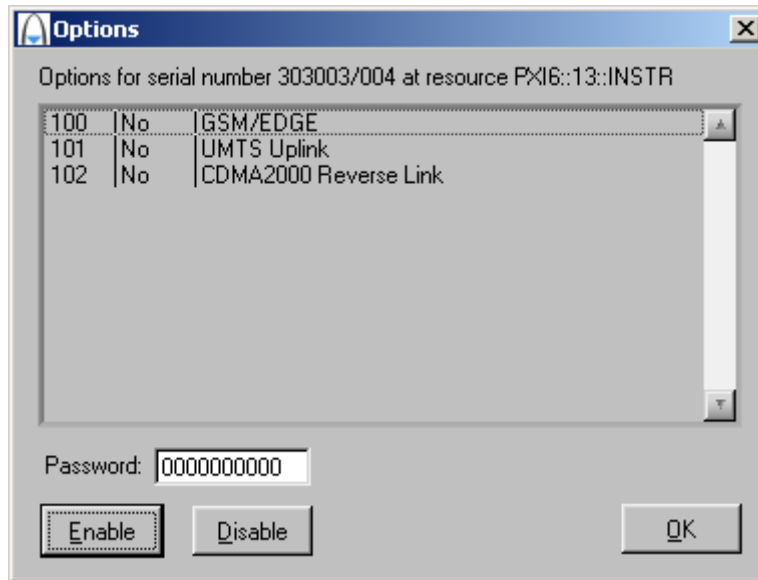 Options
Options for serial number 303003/004 at resource PXI6::13::INSTR
100 |No |GSM/EDGE
101 |No |UMTS Uplink
102 |No |CDMA2000 Reverse Link
Password: 0000000000
Enable Disable OK